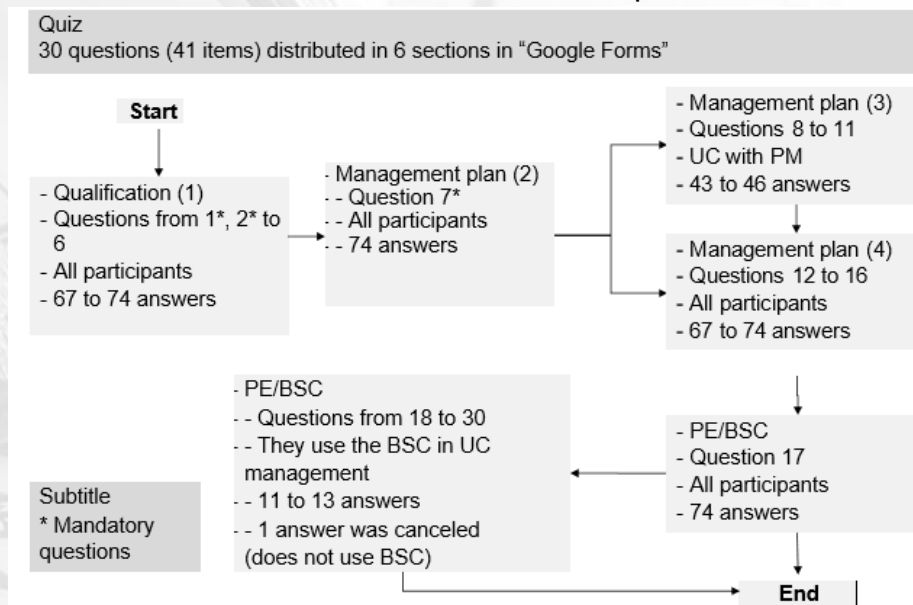 Quiz
30 questions (41 items) distributed in 6 sections in “Google Forms”
Start
- Qualification (1)
- Questions from 1*, 2* to
6
- All participants
- 67 to 74 answers
- Management plan (2)
- - Question 7*
- - All participants
- - 74 answers
- Management plan (3)
- Questions 8 to 11
- UC with PM
- 43 to 46 answers
- Management plan (4)
- Questions 12 to 16
- All participants
- 67 to 74 answers
- PE/BSC
- Question 17
- All participants
- 74 answers
- PE/BSC
- - Questions from 18 to 30
- - They use the BSC in UC
management
- - 11 to 13 answers
- - 1 answer was canceled
(does not use BSC)
Subtitle
* Mandatory
questions
End